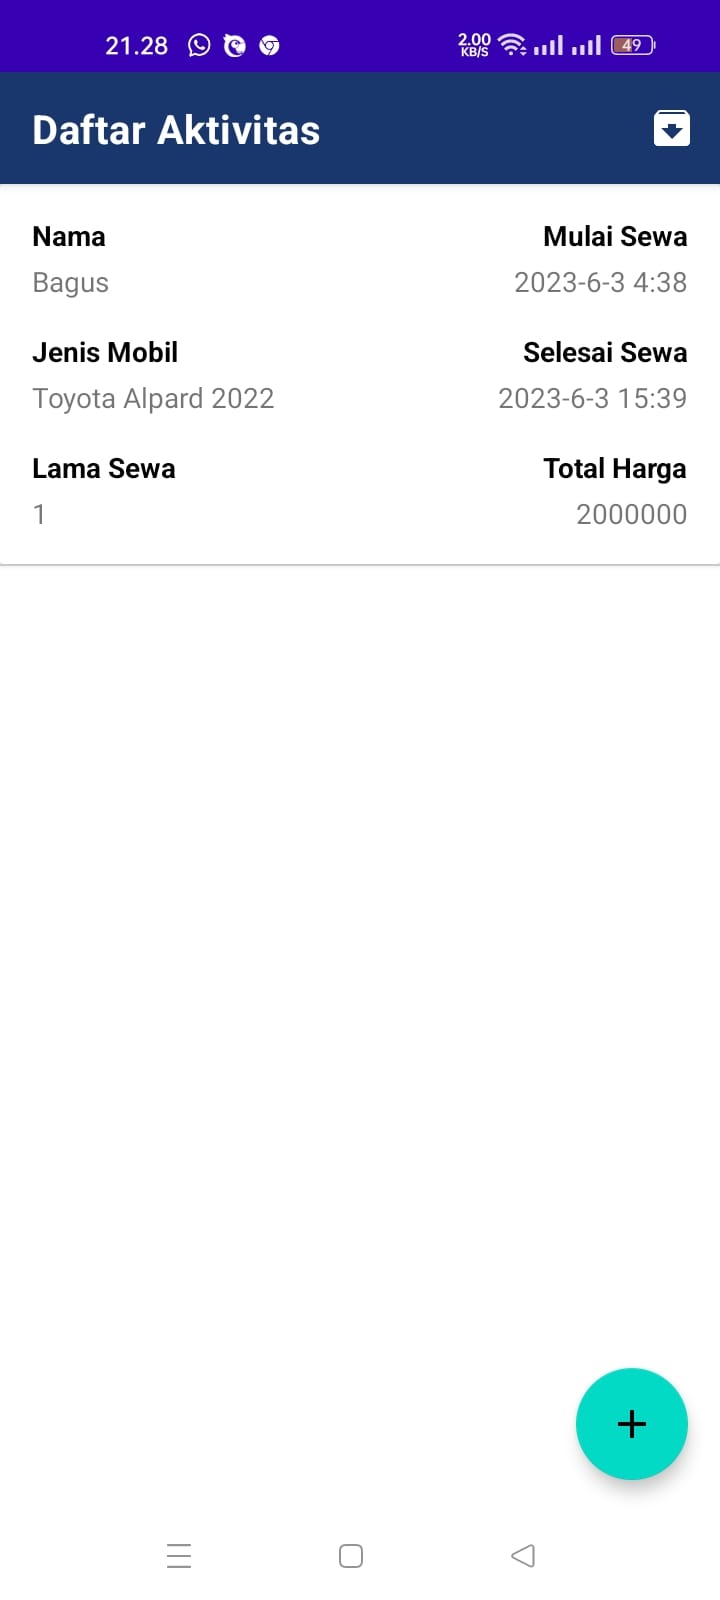 21.28 2.00 KB/S 49
Daftar Aktivitas
Nama Mulai Sewa
Bagus 2023-6-3 4:38
Jenis Mobil Selesai Sewa
Toyota Alpard 2022 2023-6-3 15:39
Lama Sewa Total Harga
1 2000000
+